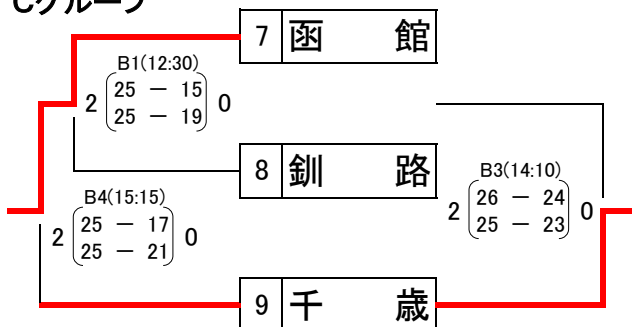 Cグループ
7 函 館
B1(12:30)
2 25 － 15 0
25 － 19
8 釧 路
B3(14:10)
2 26 － 24 0
25 － 23
B4(15:15)
2 25 － 17 0
25 － 21
9 千 歳